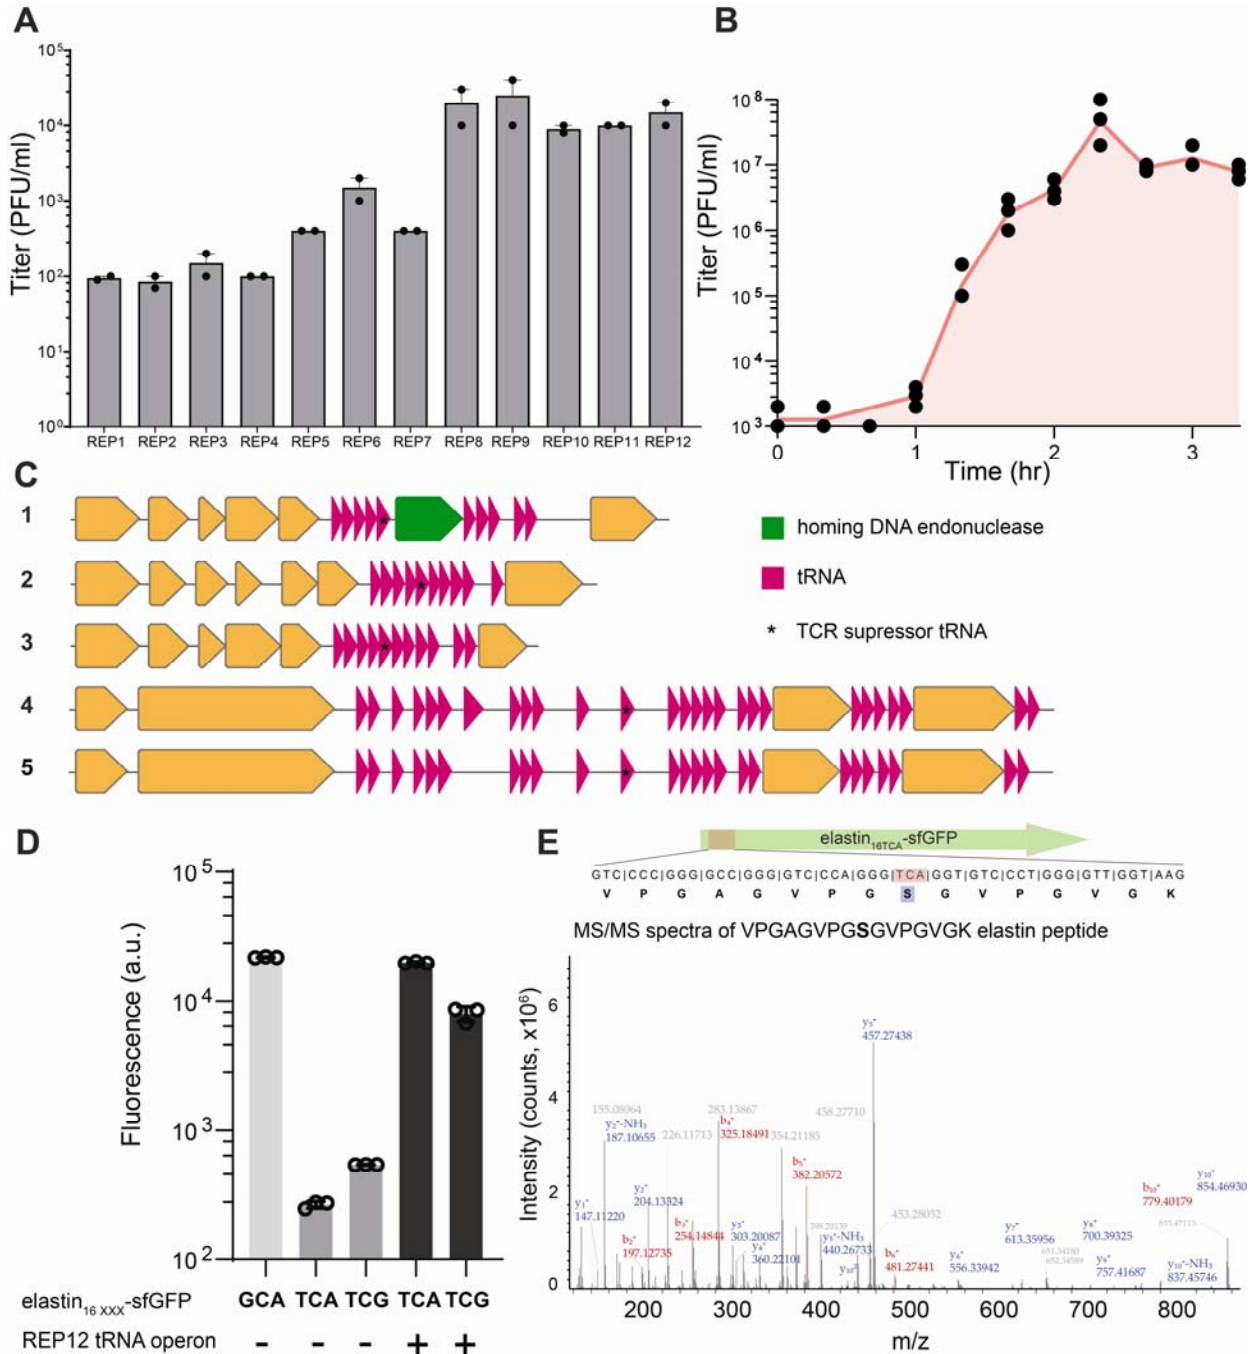 A
Titer (PFU/ml)
10⁵
10⁴
10³
10²
10¹
10⁰
REP1 REP2 REP3 REP4 REP5 REP6 REP7 REP8 REP9 REP10 REP11 REP12
B
Titer (PFU/ml)
10⁸
10⁷
10⁶
10⁵
10⁴
10³
0 1 2 3
Time (hr)
C
1
2
3
4
5
homing DNA endonuclease
tRNA
* TCR supressor tRNA
D
Fluorescence (a.u.)
10⁵
10⁴
10³
10²
elastin₁₆ XXX-sfGFP GCA TCA TCG TCA TCG
REP12 tRNA operon - - - + +
E
elastin₁₆TCA-sfGFP
GTC|CCC|GGG|GCC|GGG|GTC|CCA|GGG|TCA|GGT|GTC|CCT|GGG|GTT|GGT|AAG
V P G A G V P G S G V P G V G K
MS/MS spectra of VPGAGVPGSGVPGVGK elastin peptide
Intensity (counts, x10⁶)
6
4
2
0
y₅⁺
457.27438
155.08064
y₂⁺-NH₃
187.10655
226.11713
283.13867
b₄⁺
325.18491
354.21185
458.27710
b₅⁺
382.20572
y₁⁺
147.11220
y₂⁺
204.13324
b₂⁺
197.12735
b₃⁺
254.14844
y₃⁺
303.20087
y₄⁺
360.22101
398.20139
y₅⁺-NH₃
440.26733
453.28052
b₆⁺
481.27441
y₆⁺
556.33942
y₇⁺
613.35956
y₈⁺
700.39325
y₉⁺
757.41687
b₁₀⁺
779.40179
y₁₀⁺
854.46930
y₁₀⁺-NH₃
837.45746
200 300 400 500 600 700 800
m/z